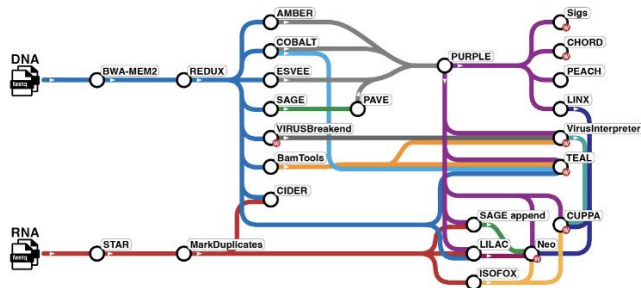 AMBER
Sigs
COBALT
CHORD
DNA
PURPLE
fastq
BWA-MEM2
REDUX
ESVEE
PEACH
SAGE
PAVE
LINX
VIRUSBreakend
VirusInterpreter
BamTools
TEAL
CIDER
RNA
SAGE append
CUPPA
fastq
STAR
MarkDuplicates
LILAC
Neo
ISOFOX